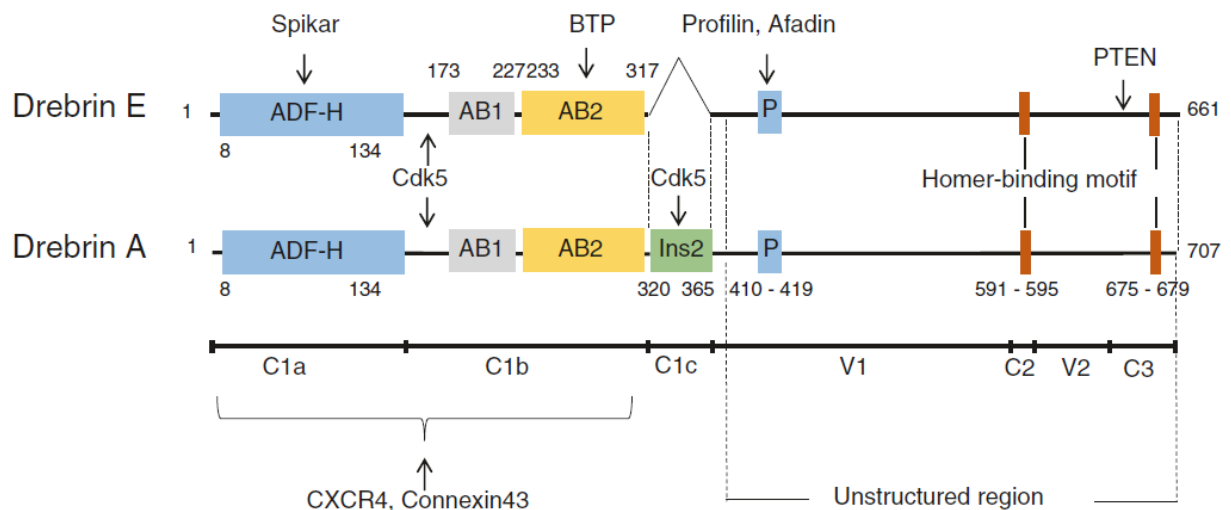 Spikar BTP Profilin, Afadin
PTEN
173 227 233 317
Drebrin E 1 ADF-H AB1 AB2 P 661
8 134
Cdk5 Cdk5 Homer-binding motif
Drebrin A 1 ADF-H AB1 AB2 Ins2 P 707
8 134 320 365 410 - 419 591 - 595 675 - 679
C1a C1b C1c V1 C2 V2 C3
CXCR4, Connexin43 Unstructured region